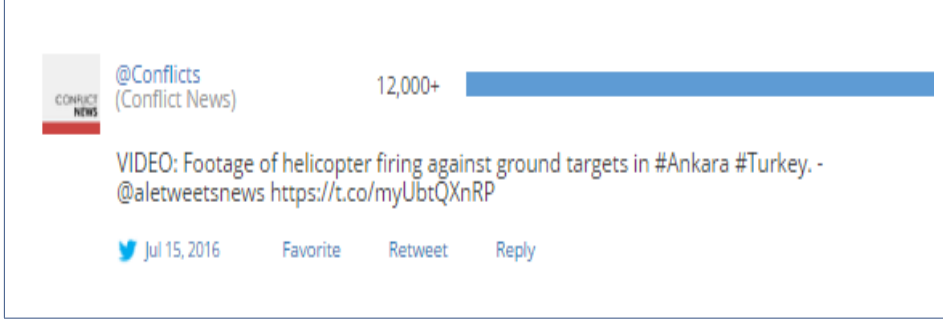 CONFLICT
NEWS
@Conflicts
(Conflict News)
12,000+
VIDEO: Footage of helicopter firing against ground targets in #Ankara #Turkey. -
@aletweetsnews https://t.co/myUbtQXnRP
Jul 15, 2016 Favorite Retweet Reply